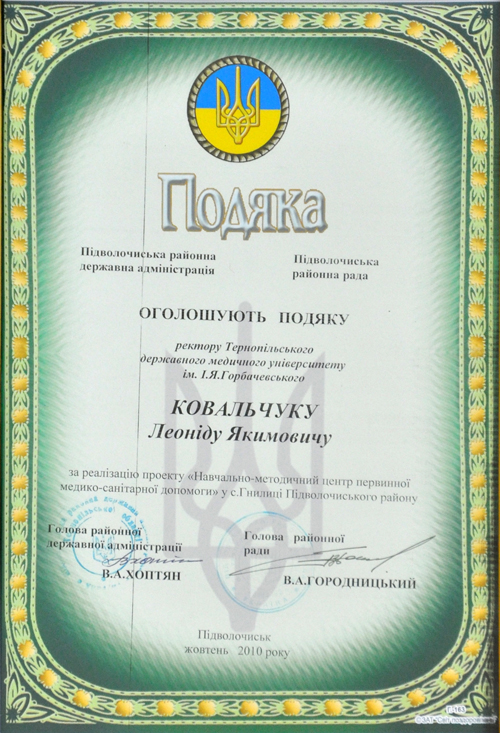 Подяка
Підволочиська районна
державна адміністрація
Підволочиська
районна рада
ОГОЛОШУЮТЬ ПОДЯКУ
ректору Тернопільського
державного медичного університету
ім. І.Я.Горбачевського
КОВАЛЬЧУКУ
Леоніду Якимовичу
за реалізацію проекту «Навчально-методичний центр первинної
медико-санітарної допомоги» у с.Гнилиці Підволочиського району
Голова районної
державної адміністрації
В.А.ХОПТЯН
Голова районної
ради
В.А.ГОРОДНИЦЬКИЙ
Підволочиськ
жовтень 2010 року